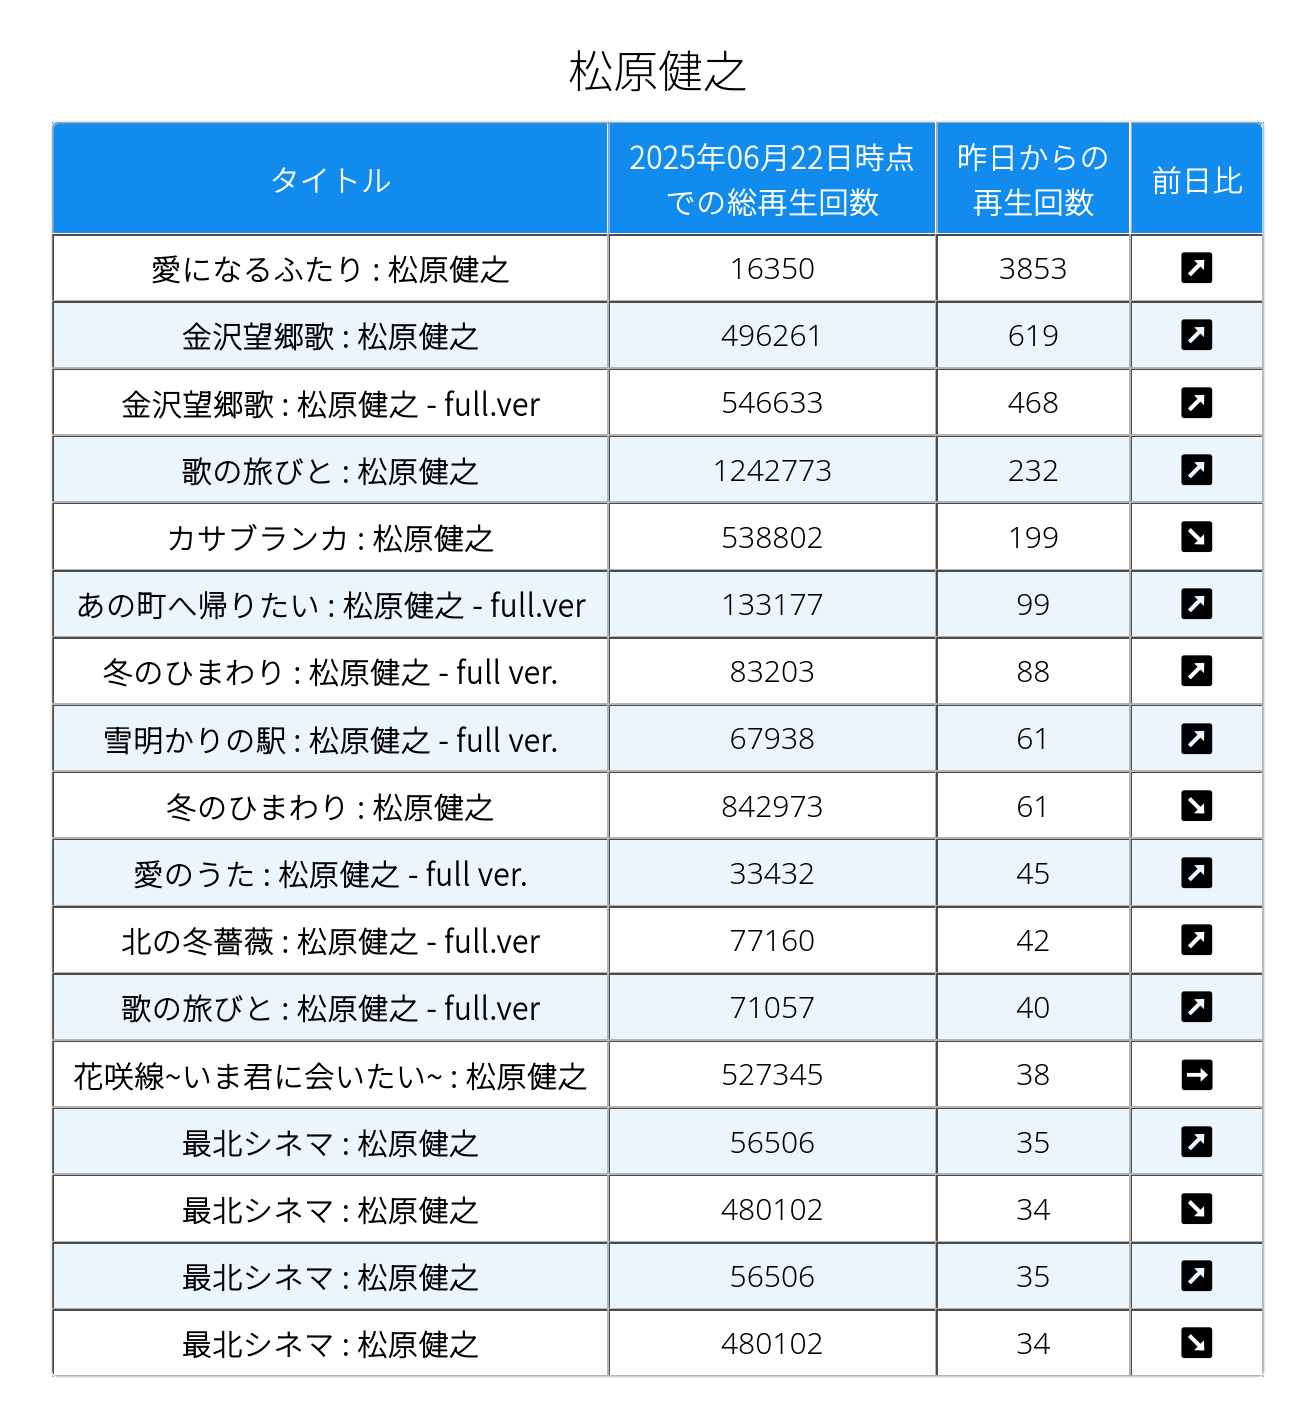 松原健之
タイトル
2025年06月22日時点
での総再生回数
昨日からの
再生回数
前日比
愛になるふたり : 松原健之 16350 3853 ↗
金沢望郷歌 : 松原健之 496261 619 ↗
金沢望郷歌 : 松原健之 - full.ver 546633 468 ↗
歌の旅びと : 松原健之 1242773 232 ↗
カサブランカ : 松原健之 538802 199 ↘
あの町へ帰りたい : 松原健之 - full.ver 133177 99 ↗
冬のひまわり : 松原健之 - full ver. 83203 88 ↗
雪明かりの駅 : 松原健之 - full ver. 67938 61 ↗
冬のひまわり : 松原健之 842973 61 ↘
愛のうた : 松原健之 - full ver. 33432 45 ↗
北の冬薔薇 : 松原健之 - full.ver 77160 42 ↗
歌の旅びと : 松原健之 - full.ver 71057 40 ↗
花咲線~いま君に会いたい~ : 松原健之 527345 38 →
最北シネマ : 松原健之 56506 35 ↗
最北シネマ : 松原健之 480102 34 ↘
最北シネマ : 松原健之 56506 35 ↗
最北シネマ : 松原健之 480102 34 ↘